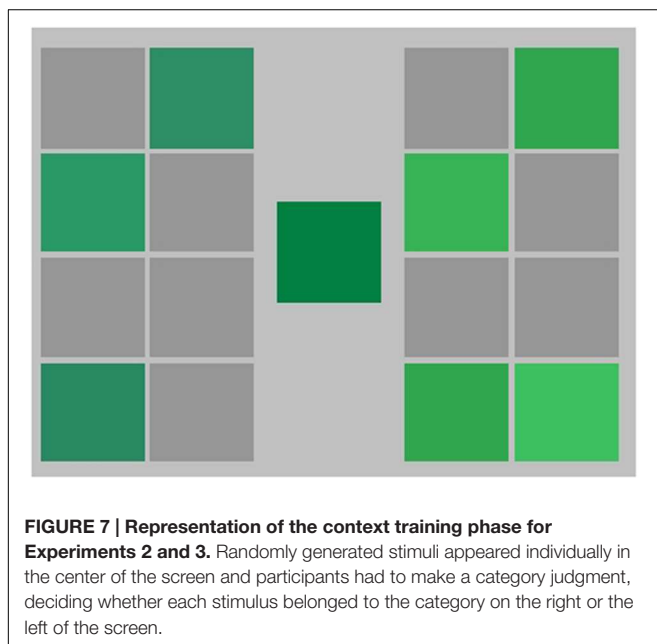 FIGURE 7 | Representation of the context training phase for
Experiments 2 and 3. Randomly generated stimuli appeared individually in
the center of the screen and participants had to make a category judgment,
deciding whether each stimulus belonged to the category on the right or the
left of the screen.